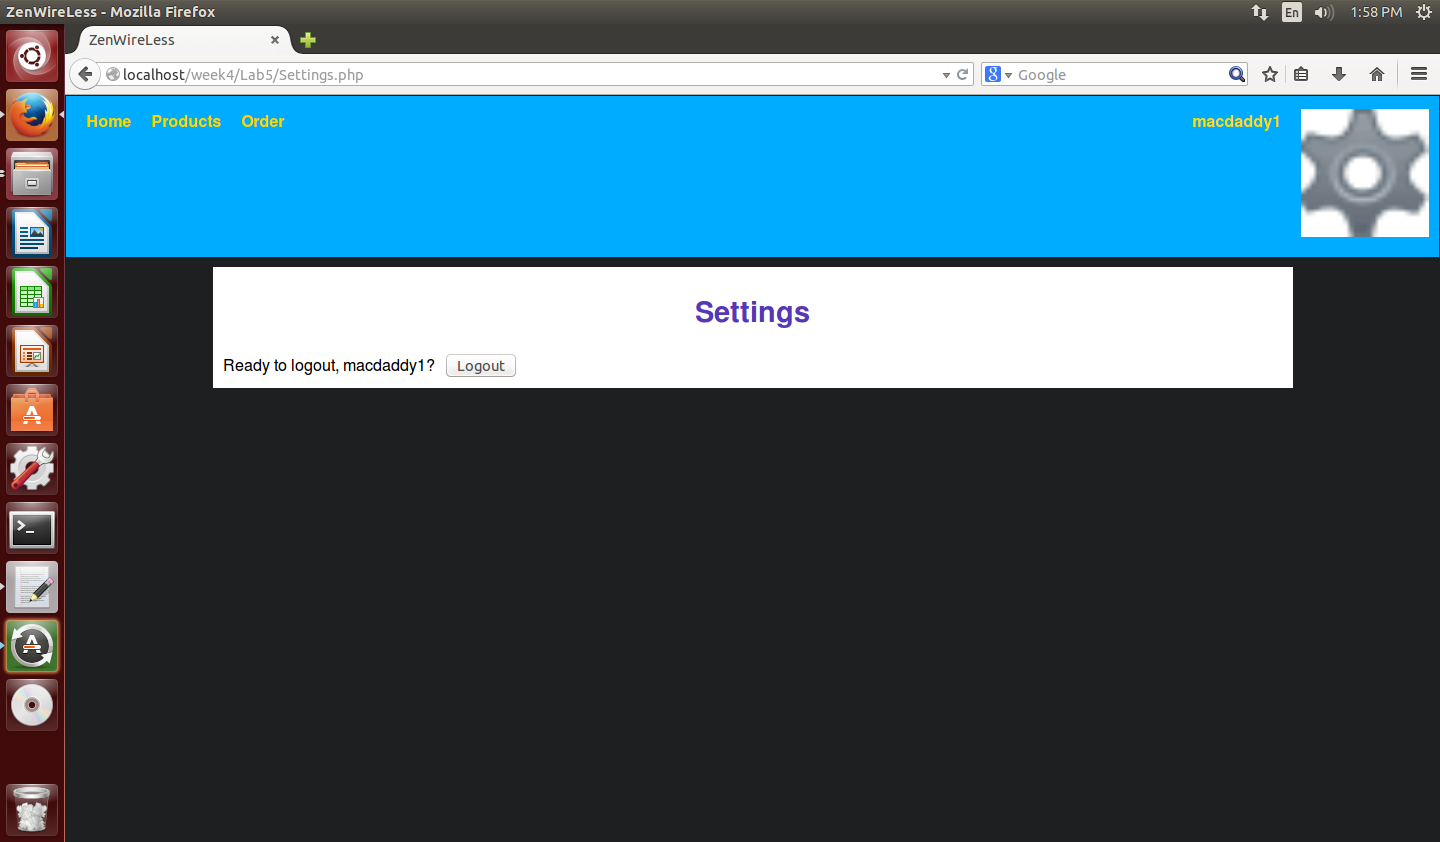 ZenWireLess - Mozilla Firefox
En
1:58 PM
ZenWireLess
localhost/week4/Lab5/Settings.php
8
Google
Home Products Order
macdaddy1
Settings
Ready to logout, macdaddy1? Logout